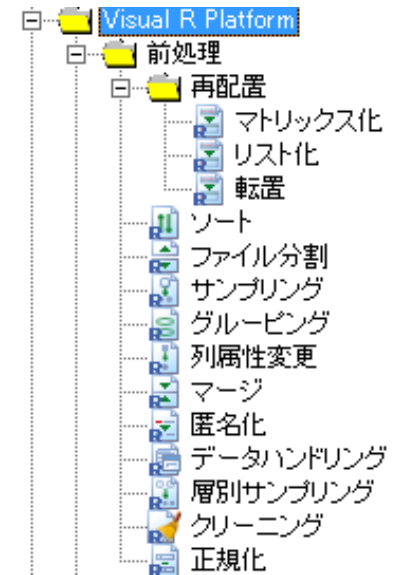 Visual R Platform
前処理
再配置
マトリックス化
リスト化
転置
ソート
ファイル分割
サンプリング
グルーピング
列属性変更
マージ
匿名化
データハンドリング
層別サンプリング
クリーニング
正規化